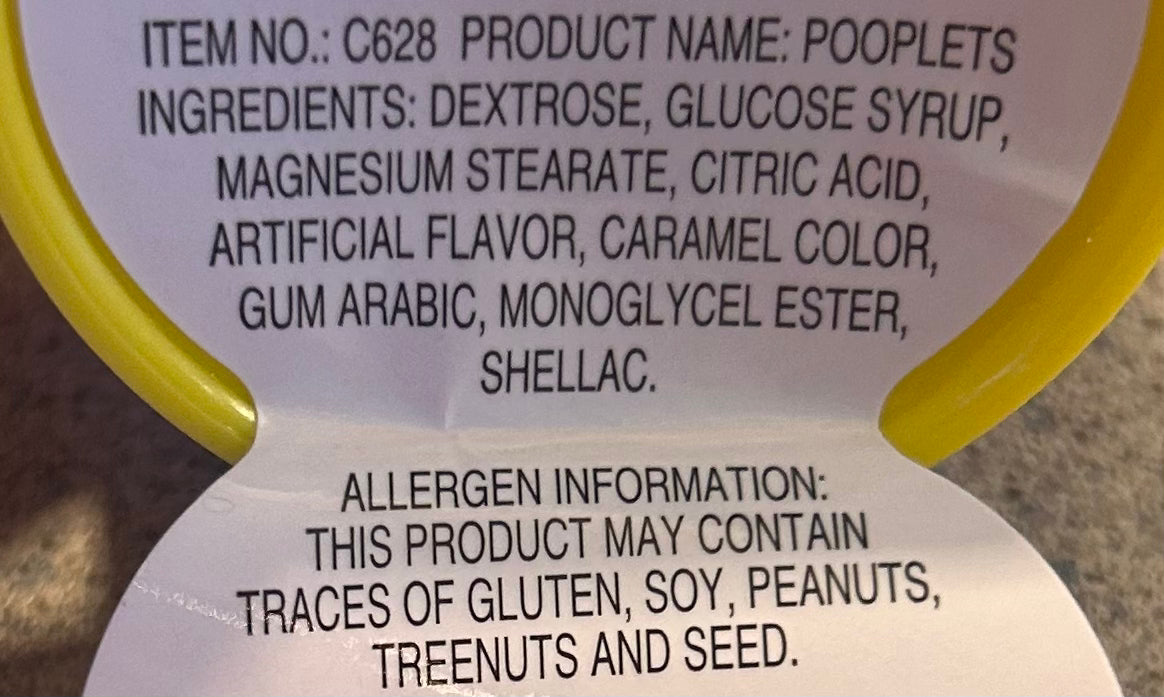 ITEM NO.: C628 PRODUCT NAME: POOPLETS
INGREDIENTS: DEXTROSE, GLUCOSE SYRUP,
MAGNESIUM STEARATE, CITRIC ACID,
ARTIFICIAL FLAVOR, CARAMEL COLOR,
GUM ARABIC, MONOGLYCEL ESTER,
SHELLAC.
ALLERGEN INFORMATION:
THIS PRODUCT MAY CONTAIN
TRACES OF GLUTEN, SOY, PEANUTS,
TREENUTS AND SEED.